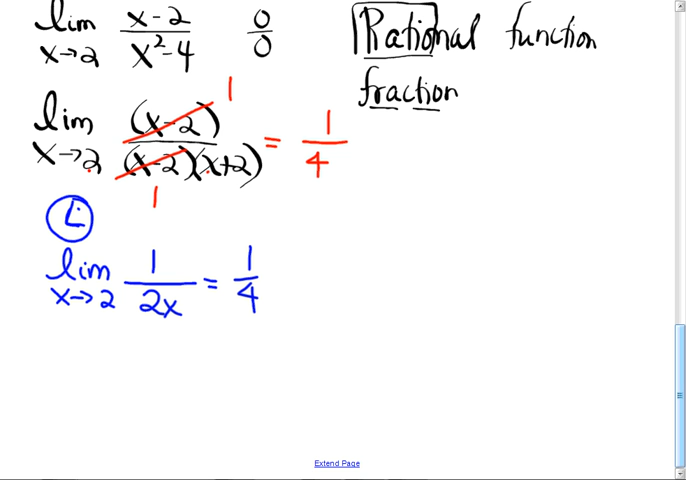 lim x→2 (x-2)/(x²-4) 0/0
Rational function
fraction
lim x→2 (x-2)/((x-2)(x+2)) = 1/4
1
1
L
lim x→2 1/(2x) = 1/4
Extend Page